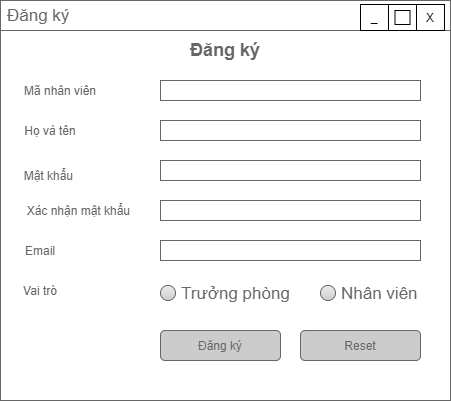 Đăng ký
_ X
Đăng ký
Mã nhân viên
Họ và tên
Mật khẩu
Xác nhận mật khẩu
Email
Vai trò Trưởng phòng Nhân viên
Đăng ký Reset